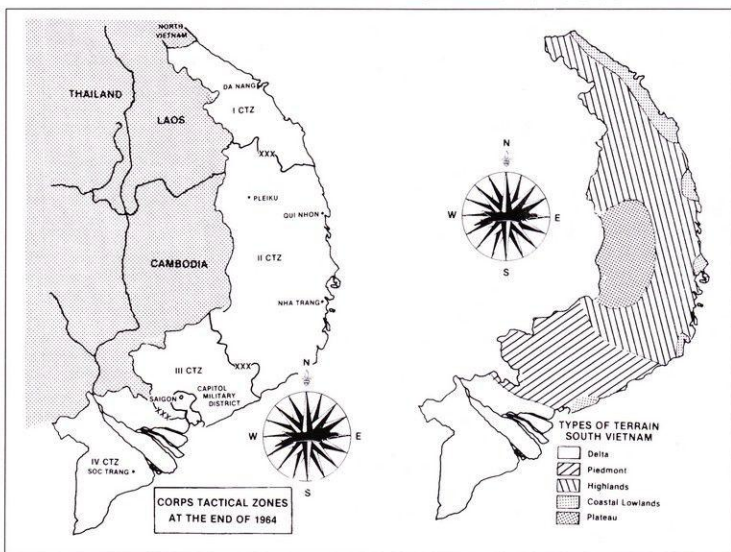 NORTH
VIETNAM
THAILAND
LAOS
DA NANG
I CTZ
XXX
PLEIKU
QUI NHON
CAMBODIA
II CTZ
NHA TRANG
III CTZ
XXX
SAIGON
CAPITOL
MILITARY
DISTRICT
XXX
IV CTZ
SOC TRANG
N
W
E
S
CORPS TACTICAL ZONES
AT THE END OF 1964
N
W
E
S
TYPES OF TERRAIN
SOUTH VIETNAM
Delta
Piedmont
Highlands
Coastal Lowlands
Plateau